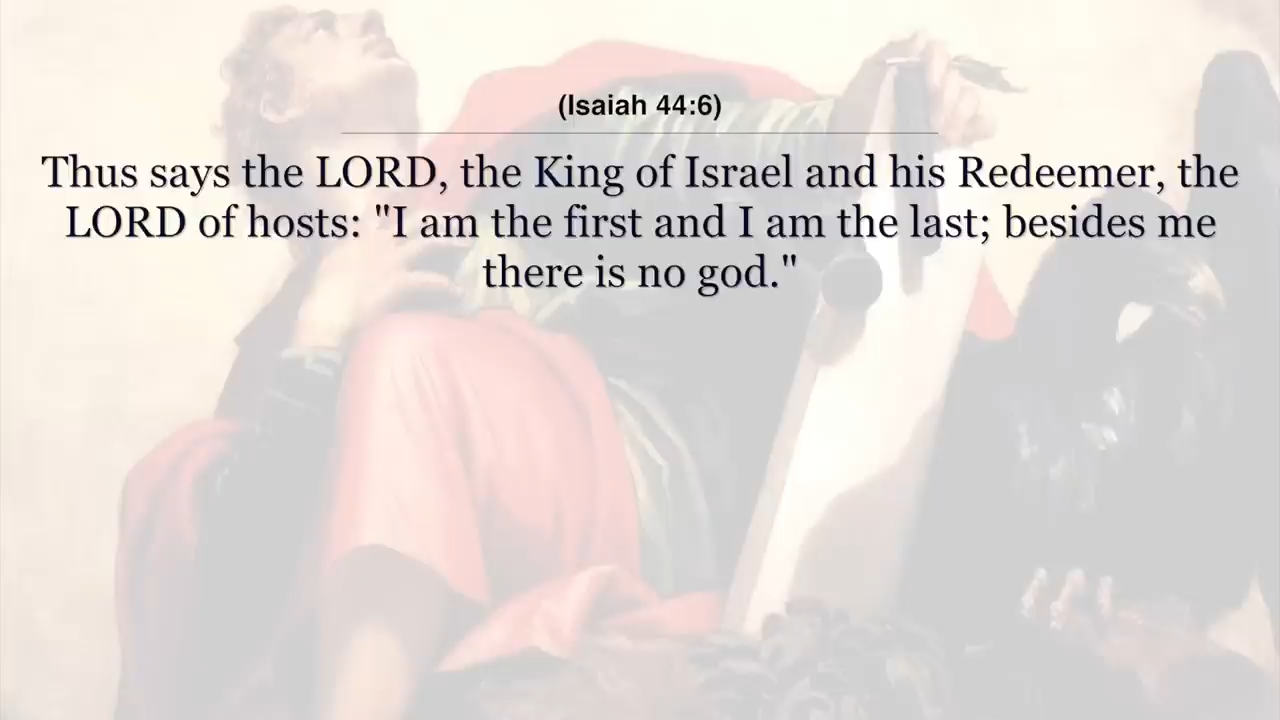 (Isaiah 44:6)
Thus says the LORD, the King of Israel and his Redeemer, the
LORD of hosts: "I am the first and I am the last; besides me
there is no god."